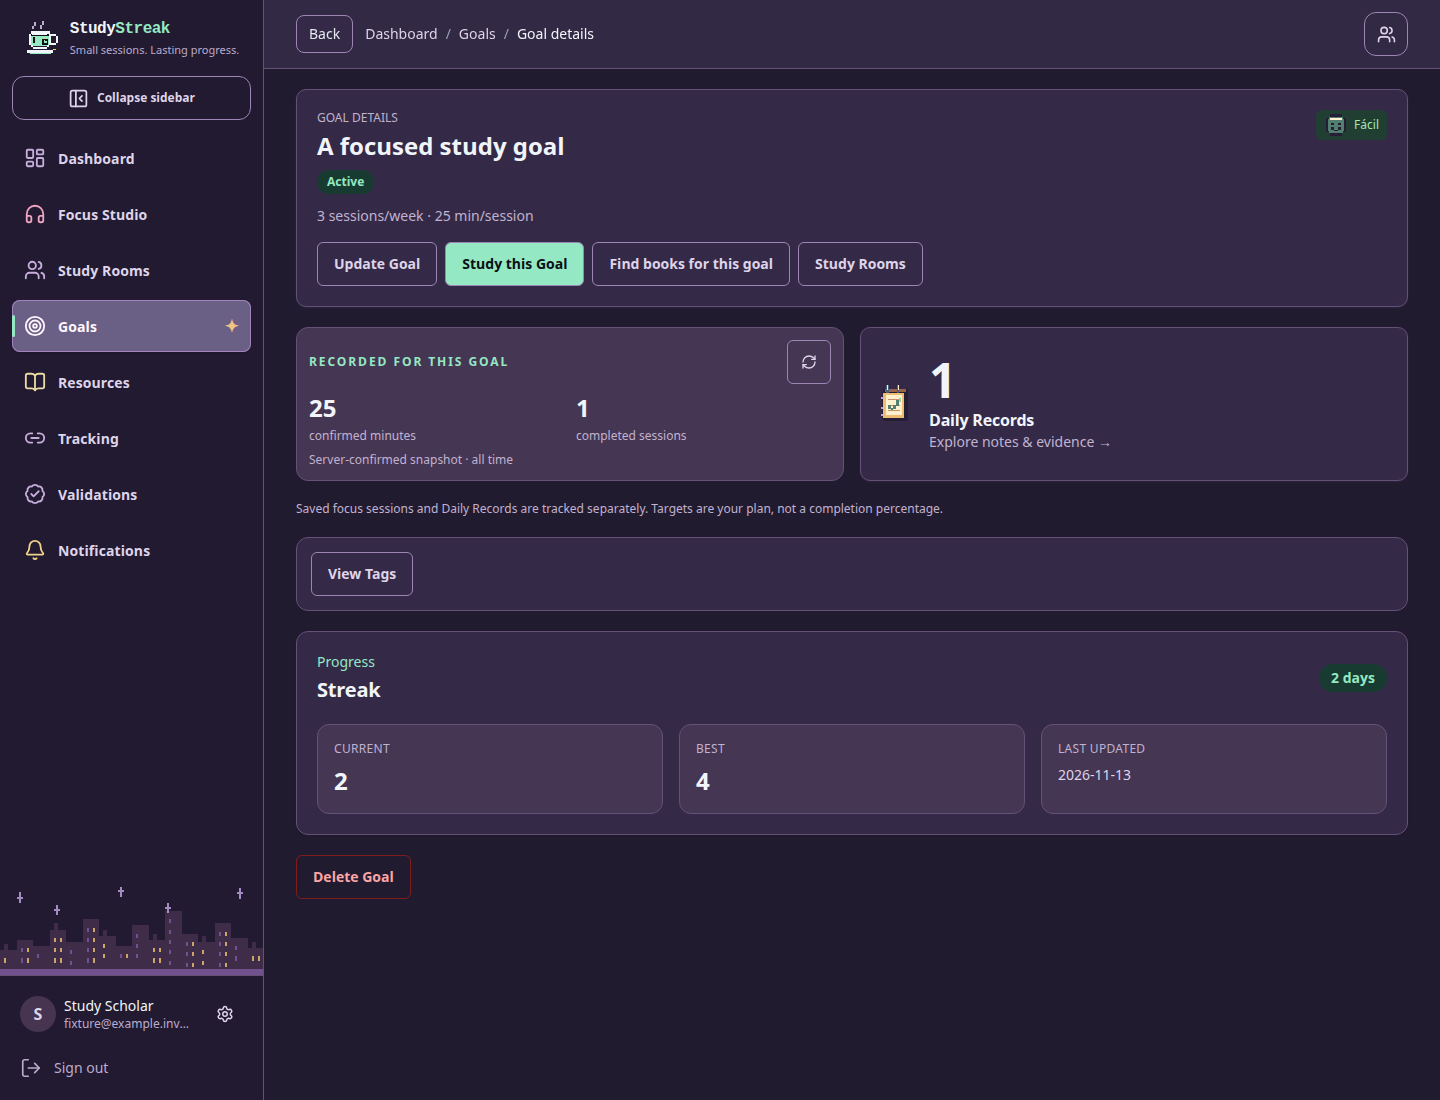 StudyStreak
Small sessions. Lasting progress.
Collapse sidebar
Dashboard
Focus Studio
Study Rooms
Goals
Resources
Tracking
Validations
Notifications
S
Study Scholar
fixture@example.inv...
Sign out
Back
Dashboard / Goals / Goal details
GOAL DETAILS
A focused study goal
Fácil
Active
3 sessions/week · 25 min/session
Update Goal
Study this Goal
Find books for this goal
Study Rooms
RECORDED FOR THIS GOAL
25
confirmed minutes
1
completed sessions
Server-confirmed snapshot · all time
1
Daily Records
Explore notes & evidence →
Saved focus sessions and Daily Records are tracked separately. Targets are your plan, not a completion percentage.
View Tags
Progress
Streak
2 days
CURRENT
2
BEST
4
LAST UPDATED
2026-11-13
Delete Goal